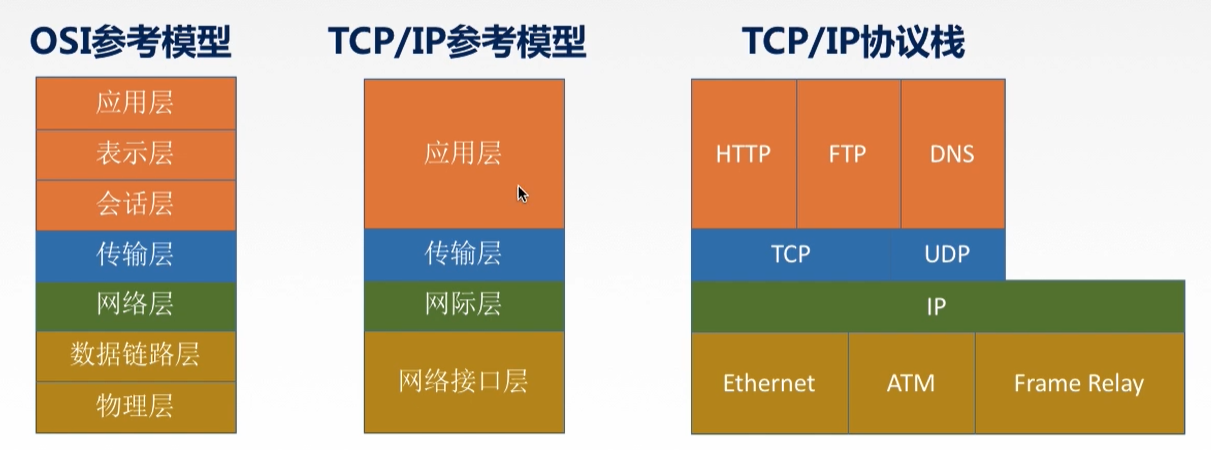 OSI参考模型
应用层
表示层
会话层
传输层
网络层
数据链路层
物理层
TCP/IP参考模型
应用层
传输层
网际层
网络接口层
TCP/IP协议栈
HTTP FTP DNS
TCP UDP
IP
Ethernet ATM Frame Relay